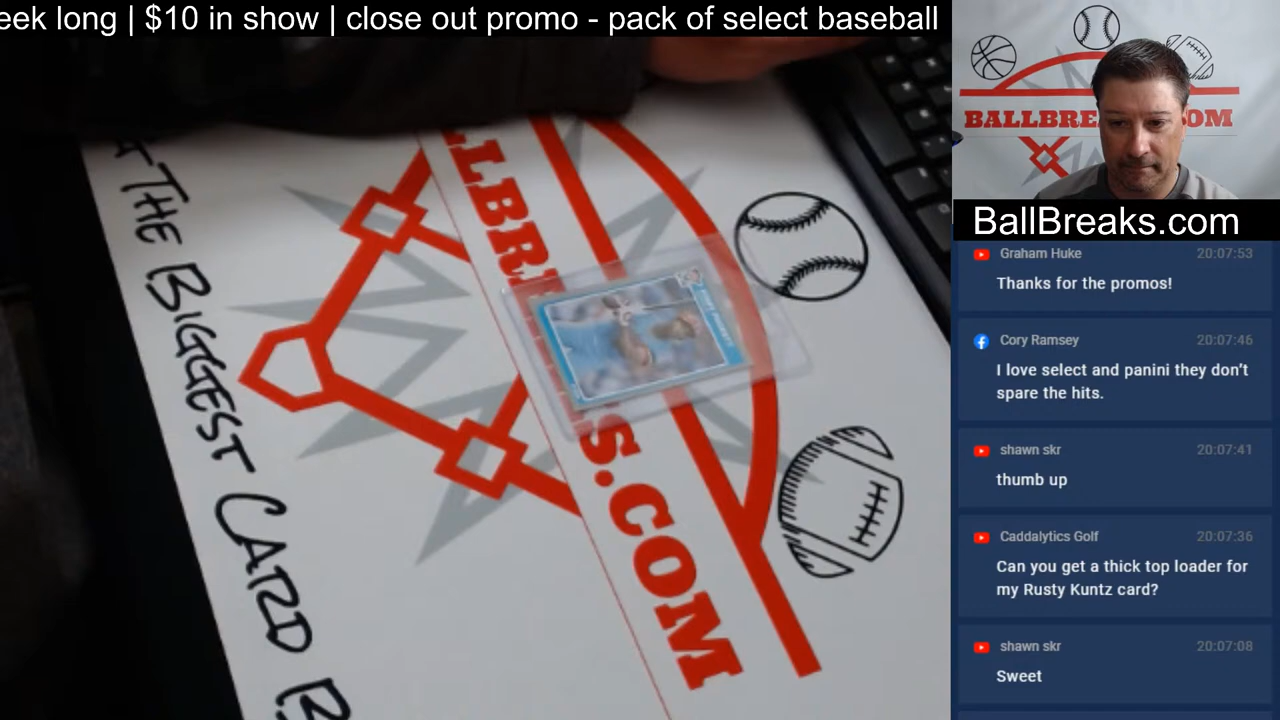 eek long | $10 in show | close out promo - pack of select baseball
AT THE BIGGEST CARD B
LLBR S.COM
BALLBRE .COM
BallBreaks.com
Graham Huke 20:07:53
Thanks for the promos!
Cory Ramsey 20:07:46
I love select and panini they don't
spare the hits.
shawn skr 20:07:41
thumb up
Caddalytics Golf 20:07:36
Can you get a thick top loader for
my Rusty Kuntz card?
shawn skr 20:07:08
Sweet